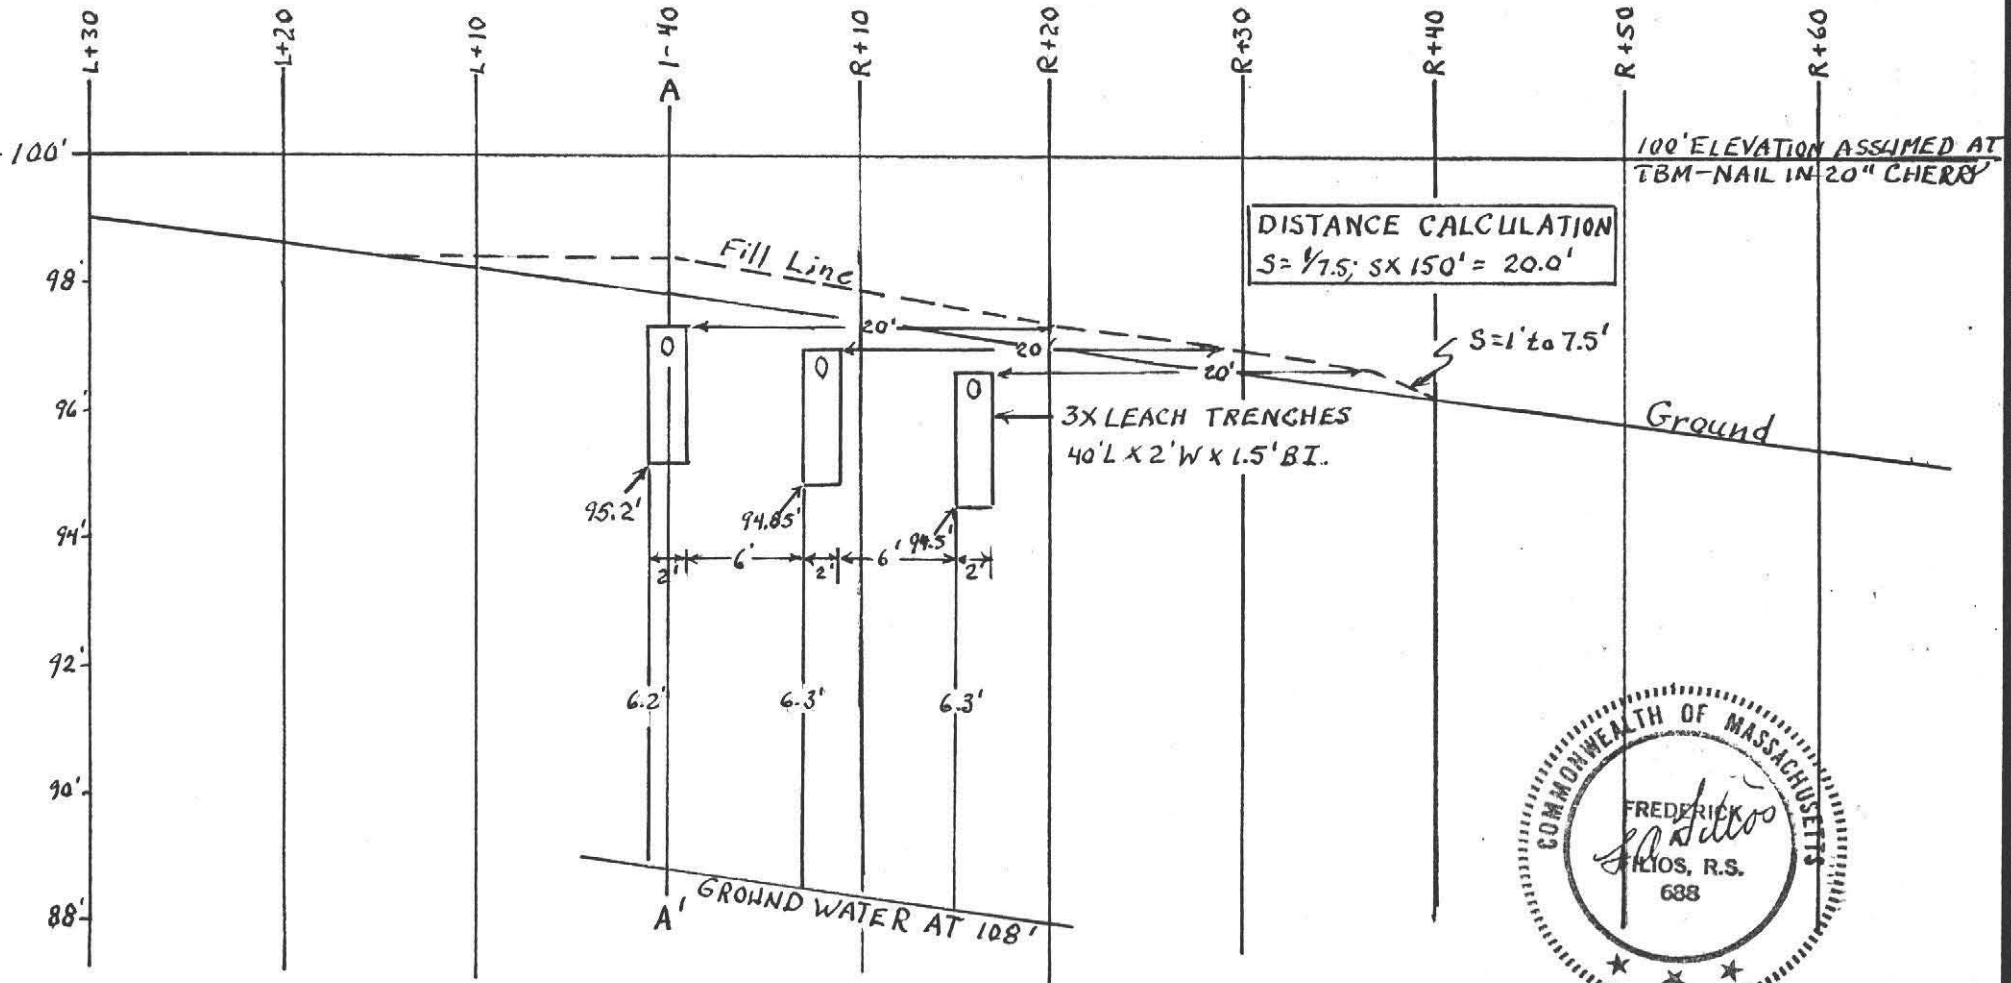 L+30
L+20
L+10
A 1-40
R+10
R+20
R+30
R+40
R+50
R+60
A
100'
100' ELEVATION ASSUMED AT
TBM-NAIL IN 20" CHERRY
DISTANCE CALCULATION
S= 1/7.5; S X 150' = 20.0'
Fill Line
98'
20'
20'
20'
S=1' to 7.5'
96'
3X LEACH TRENCHES
40'L X 2'W X 1.5' B.I.
Ground
95.2'
94.85'
94.5'
94'
2'
6'
2'
6'
2'
92'
6.2'
6.3'
6.3'
90'
88'
A'
GROUND WATER AT 108'
COMMONWEALTH OF MASSACHUSETTS
FREDERICK
A.
FILIOS, R.S.
688